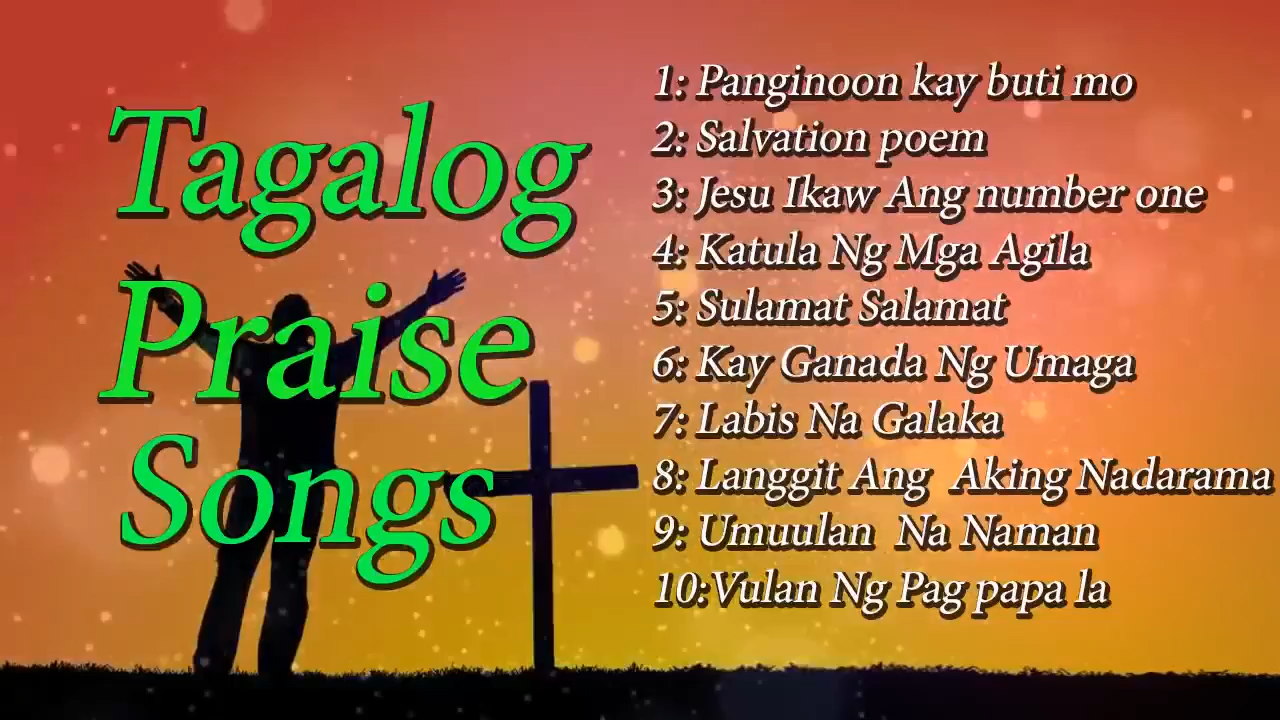 Tagalog
Praise
Songs
1: Panginoon kay buti mo
2: Salvation poem
3: Jesu Ikaw Ang number one
4: Katula Ng Mga Agila
5: Sulamat Salamat
6: Kay Ganada Ng Umaga
7: Labis Na Galaka
8: Langgit Ang Aking Nadarama
9: Umuulan Na Naman
10:Vulan Ng Pag papa la